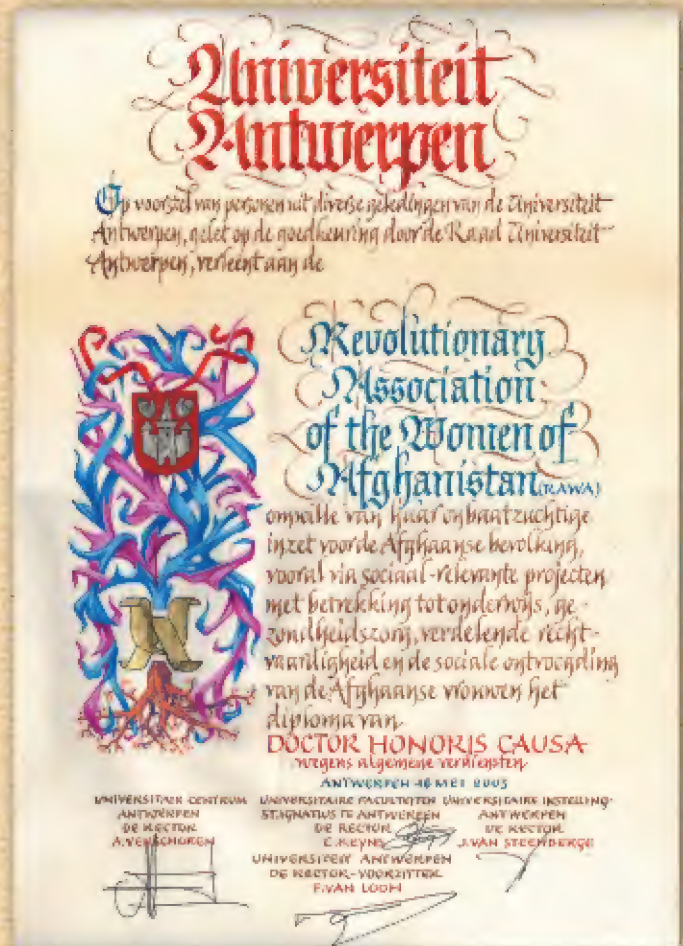 Universiteit
Antwerpen
Op voorstel van personen uit diverse geledingen van de Universiteit
Antwerpen, gelet op de goedkeuring door de Raad Universiteit
Antwerpen, verleent aan de
Revolutionary
Association
of the Women of
Afghanistan (RAWA)
omwille van haar onbaatzuchtige
inzet voor de Afghaanse bevolking,
vooral via sociaal-relevante projecten
met betrekking tot onderwijs, ge-
zondheidszorg, verdelende recht-
vaardigheid en de sociale ontvoogding
van de Afghaanse vrouwen het
diploma van
DOCTOR HONORIS CAUSA
wegens algemene verdiensten
ANTWERPEN 16 MEI 2003
UNIVERSITAIR CENTRUM
ANTWERPEN
DE RECTOR
A. VERSCHOREN
UNIVERSITAIRE FACULTEITEN
ST. IGNATIUS TE ANTWERPEN
DE RECTOR
C. REYNS
UNIVERSITAIRE INSTELLING
ANTWERPEN
DE RECTOR
J. VAN STEENBERGE
UNIVERSITEIT ANTWERPEN
DE RECTOR-VOORZITTER
F. VAN LOON